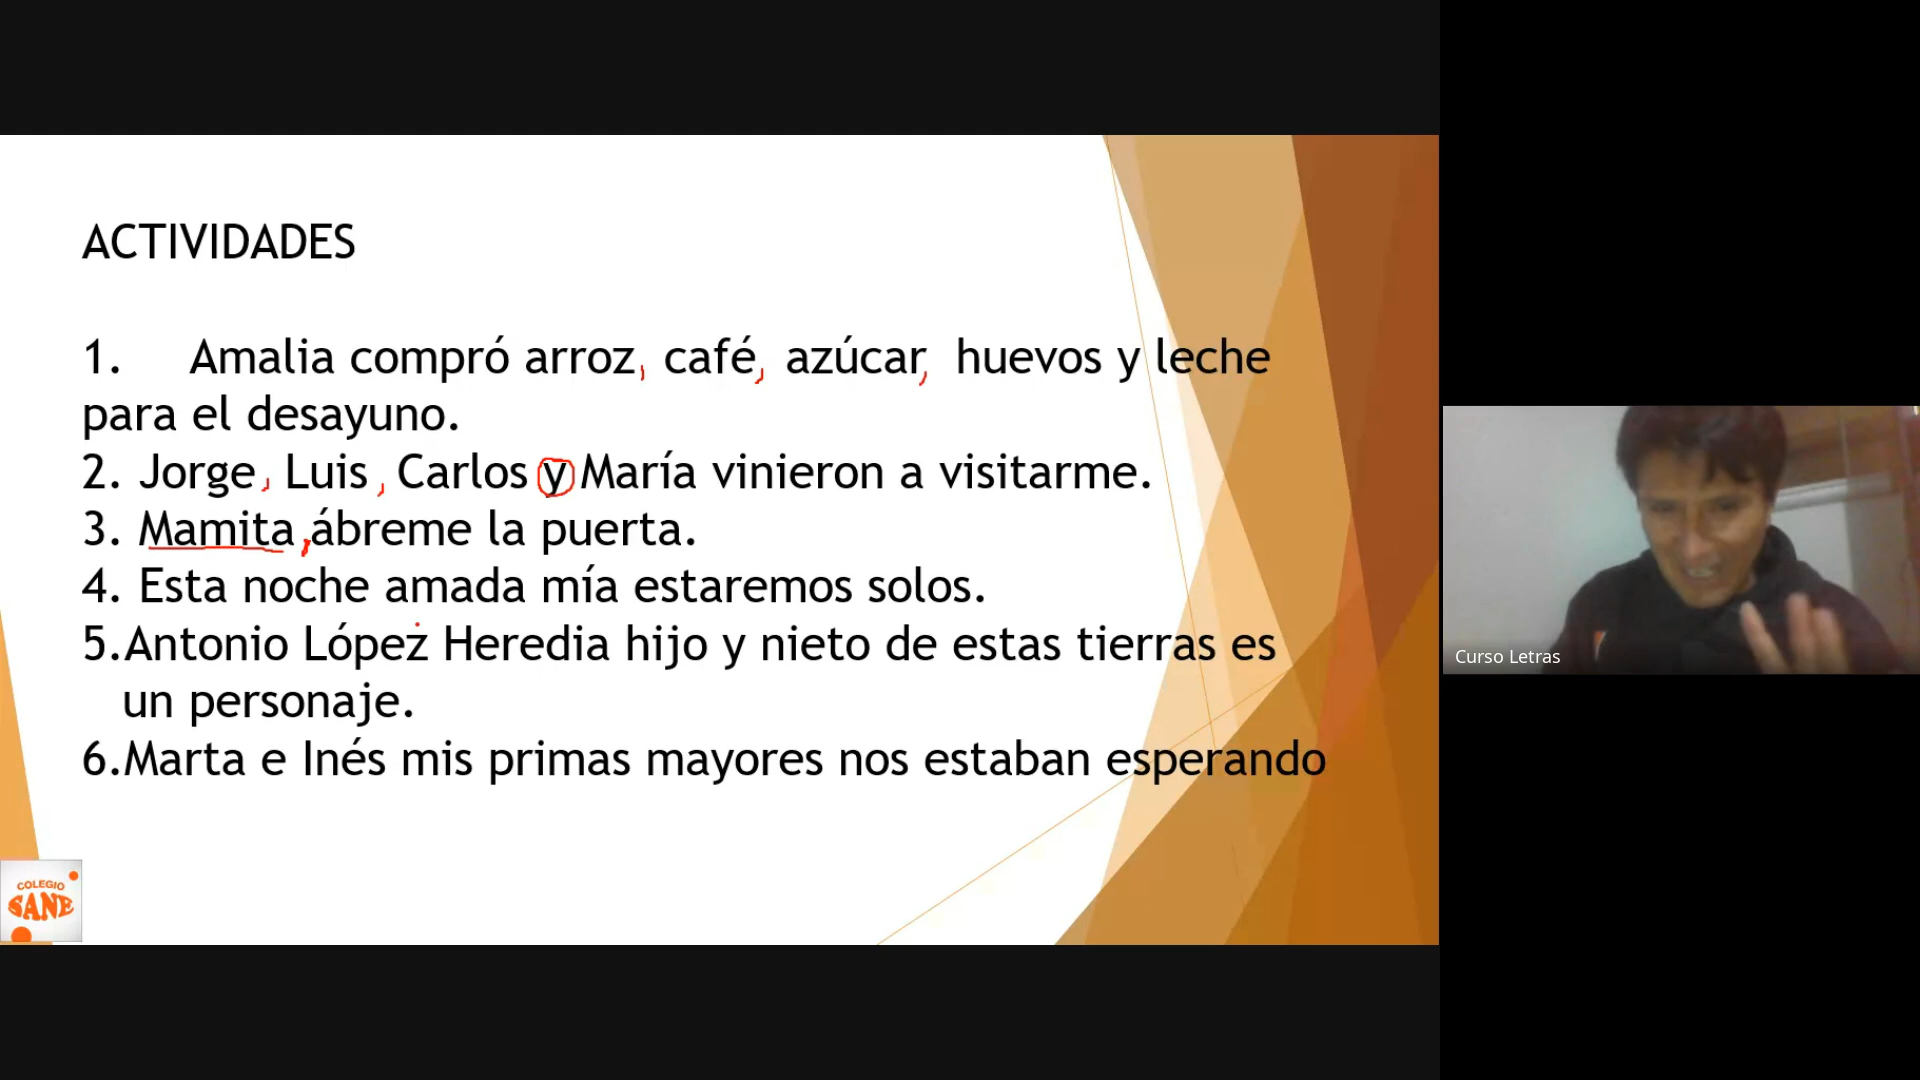 ACTIVIDADES
1. Amalia compró arroz, café, azúcar, huevos y leche
para el desayuno.
2. Jorge, Luis, Carlos y María vinieron a visitarme.
3. Mamita, ábreme la puerta.
4. Esta noche amada mía estaremos solos.
5.Antonio López Heredia hijo y nieto de estas tierras es
un personaje.
6.Marta e Inés mis primas mayores nos estaban esperando
Curso Letras
COLEGIO
SANE